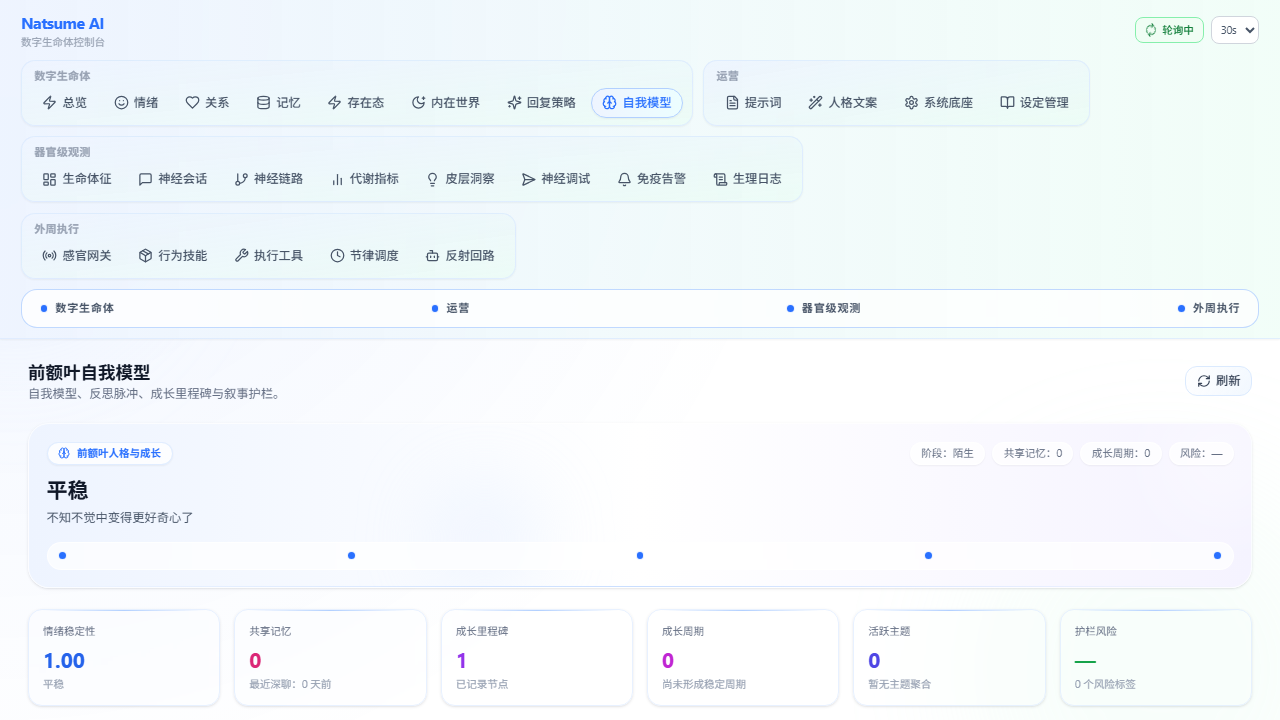 Natsume AI
数字生命体控制台
轮询中 30s
数字生命体
总览 情绪 关系 记忆 存在态 内在世界 回复策略 自我模型
运营
提示词 人格文案 系统底座 设定管理
器官级观测
生命体征 神经会话 神经链路 代谢指标 皮层洞察 神经调试 免疫告警 生理日志
外周执行
感官网关 行为技能 执行工具 节律调度 反射回路
数字生命体 运营 器官级观测 外周执行
前额叶自我模型
自我模型、反思脉冲、成长里程碑与叙事护栏。
刷新
前额叶人格与成长
阶段：陌生 共享记忆：0 成长周期：0 风险：—
平稳
不知不觉中变得更好奇心了
情绪稳定性
1.00
平稳
共享记忆
0
最近深聊：0 天前
成长里程碑
1
已记录节点
成长周期
0
尚未形成稳定周期
活跃主题
0
暂无主题聚合
护栏风险
—
0 个风险标签